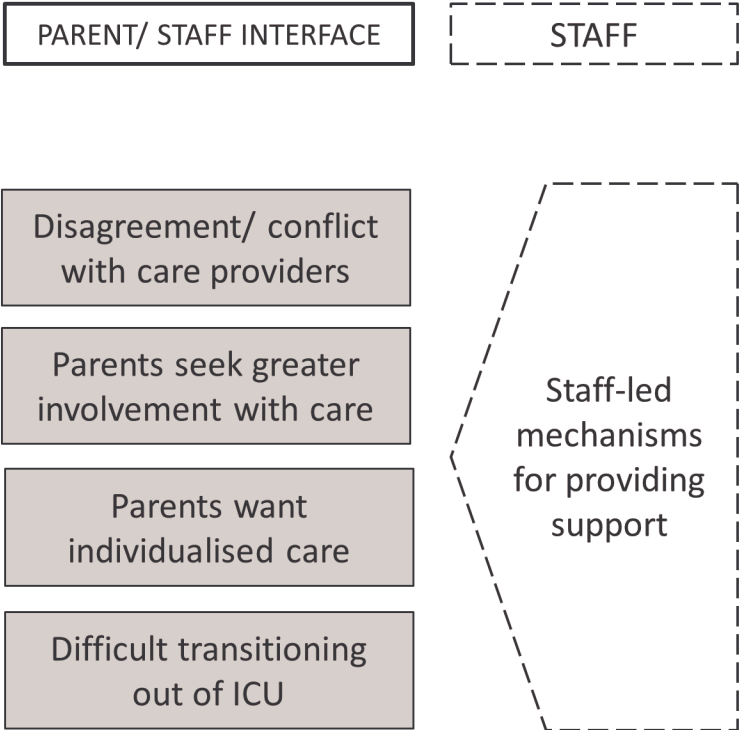 PARENT/ STAFF INTERFACE
STAFF
Disagreement/ conflict
with care providers
Parents seek greater
involvement with care
Parents want
individualised care
Difficult transitioning
out of ICU
Staff-led
mechanisms
for providing
support